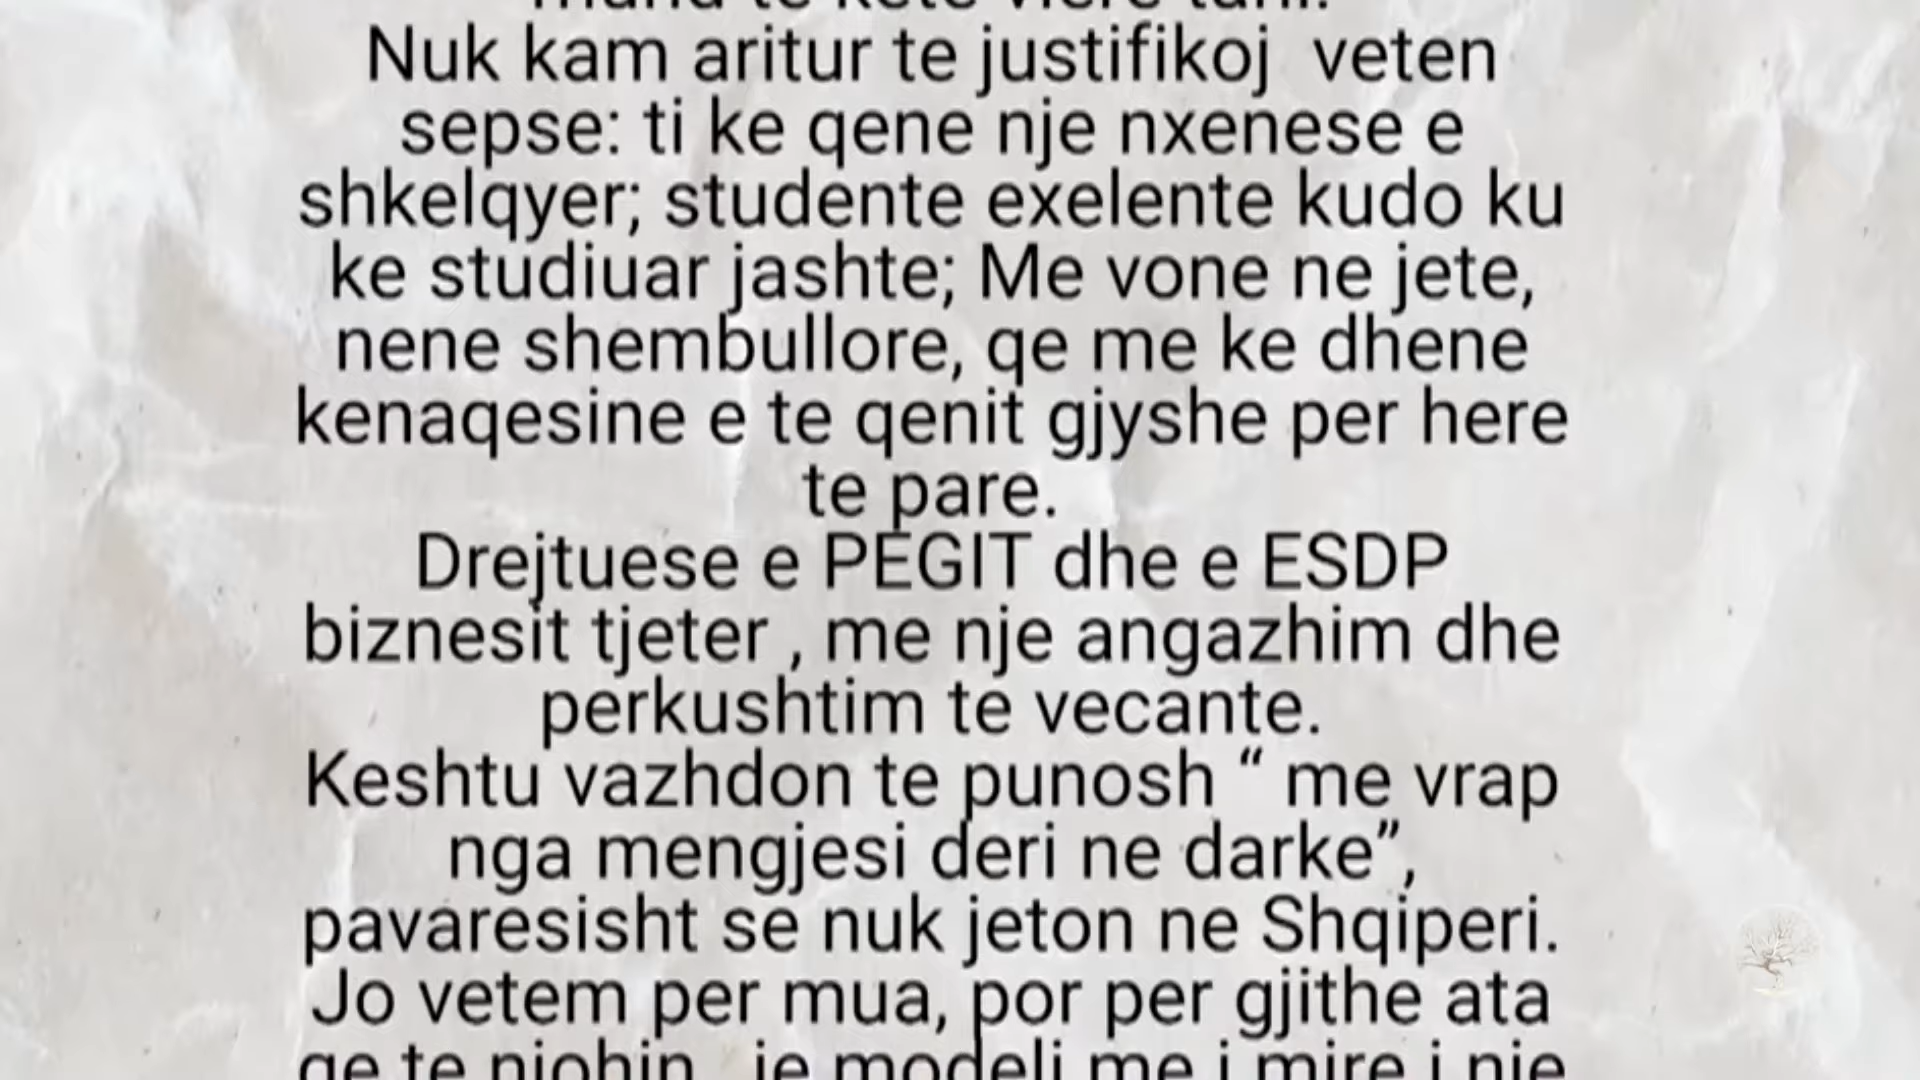 mund te kete vlere tani.
Nuk kam aritur te justifikoj  veten
sepse: ti ke qene nje nxenese e
shkelqyer; studente exelente kudo ku
ke studiuar jashte; Me vone ne jete,
nene shembullore, qe me ke dhene
kenaqesine e te qenit gjyshe per here
te pare.
Drejtuese e PEGIT dhe e ESDP
biznesit tjeter , me nje angazhim dhe
perkushtim te vecante.
Keshtu vazhdon te punosh “ me vrap
nga mengjesi deri ne darke”,
pavaresisht se nuk jeton ne Shqiperi.
Jo vetem per mua, por per gjithe ata
qe te njohin je modeli me i mire i nje